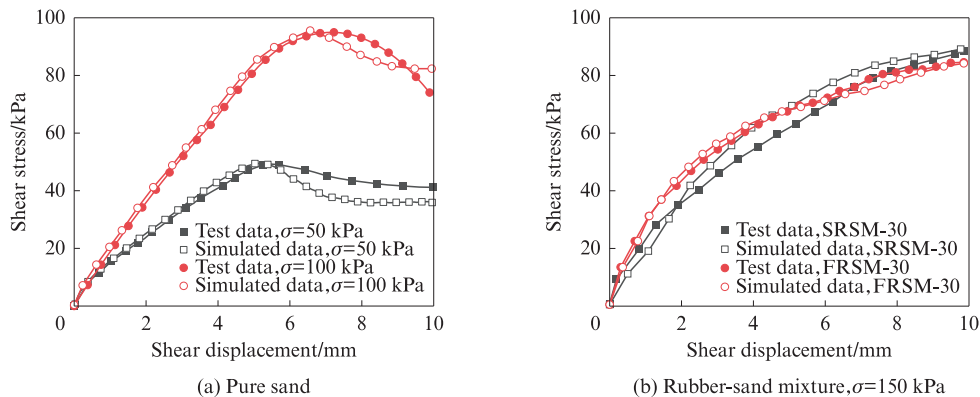 100
80
60
40
20
0
Shear stress/kPa
Test data,σ=50 kPa
Simulated data,σ=50 kPa
Test data,σ=100 kPa
Simulated data,σ=100 kPa
0 2 4 6 8 10
Shear displacement/mm
(a) Pure sand
100
80
60
40
20
0
Shear stress/kPa
Test data,SRSM-30
Simulated data,SRSM-30
Test data,FRSM-30
Simulated data,FRSM-30
2 4 6 8 10
Shear displacement/mm
(b) Rubber-sand mixture,σ=150 kPa